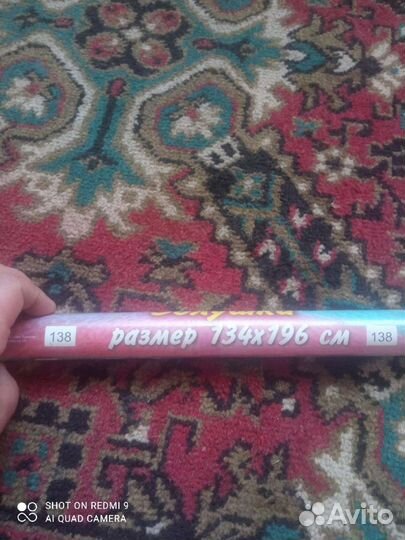 138 размер 134х196 см 138
SHOT ON REDMI 9
AI QUAD CAMERA
Avito